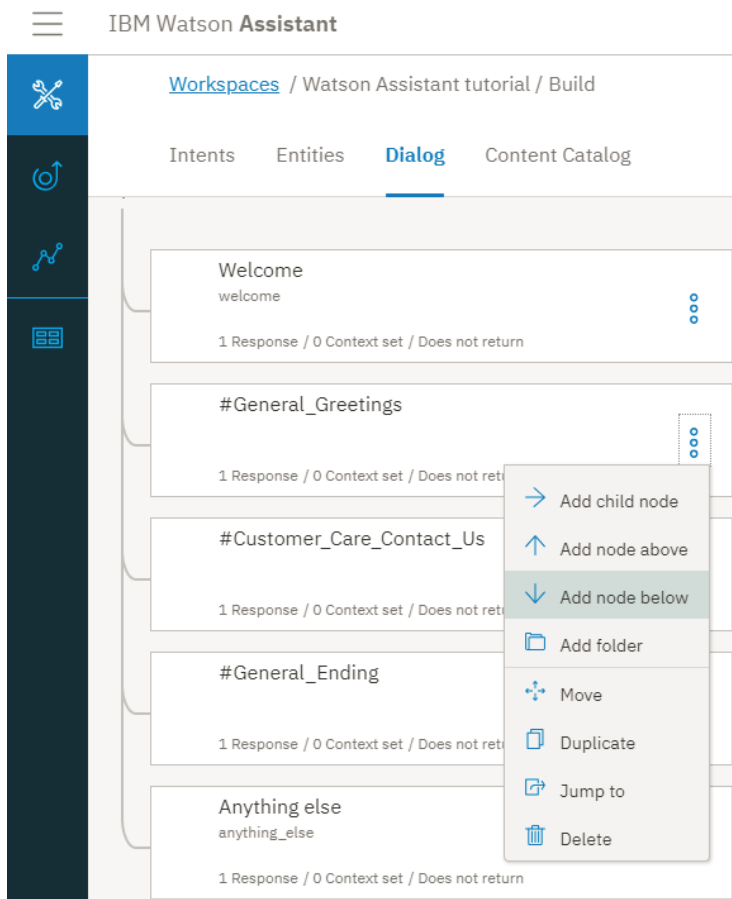 IBM Watson Assistant
Workspaces / Watson Assistant tutorial / Build
Intents Entities Dialog Content Catalog
Welcome
welcome
1 Response / 0 Context set / Does not return
#General_Greetings
1 Response / 0 Context set / Does not retu
Add child node
Add node above
Add node below
Add folder
Move
Duplicate
Jump to
Delete
#Customer_Care_Contact_Us
1 Response / 0 Context set / Does not retu
#General_Ending
1 Response / 0 Context set / Does not retu
Anything else
anything_else
1 Response / 0 Context set / Does not return